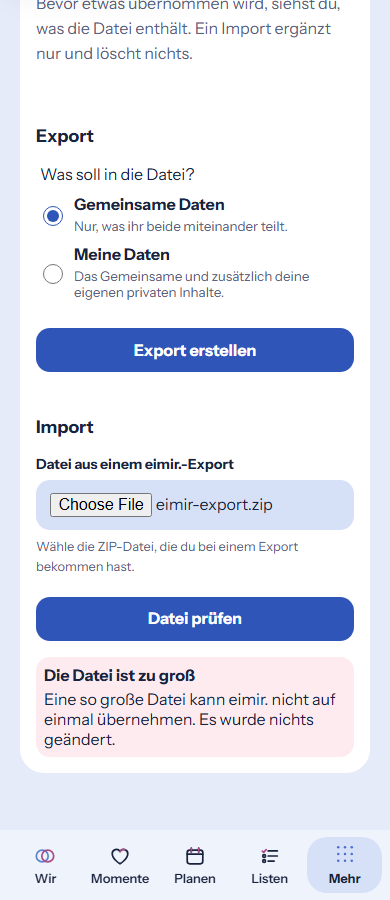 Bevor etwas übernommen wird, siehst du,
was die Datei enthält. Ein Import ergänzt
nur und löscht nichts.
Export
Was soll in die Datei?
Gemeinsame Daten
Nur, was ihr beide miteinander teilt.
Meine Daten
Das Gemeinsame und zusätzlich deine
eigenen privaten Inhalte.
Export erstellen
Import
Datei aus einem eimir.-Export
Choose File eimir-export.zip
Wähle die ZIP-Datei, die du bei einem Export
bekommen hast.
Datei prüfen
Die Datei ist zu groß
Eine so große Datei kann eimir. nicht auf
einmal übernehmen. Es wurde nichts
geändert.
Wir Momente Planen Listen Mehr